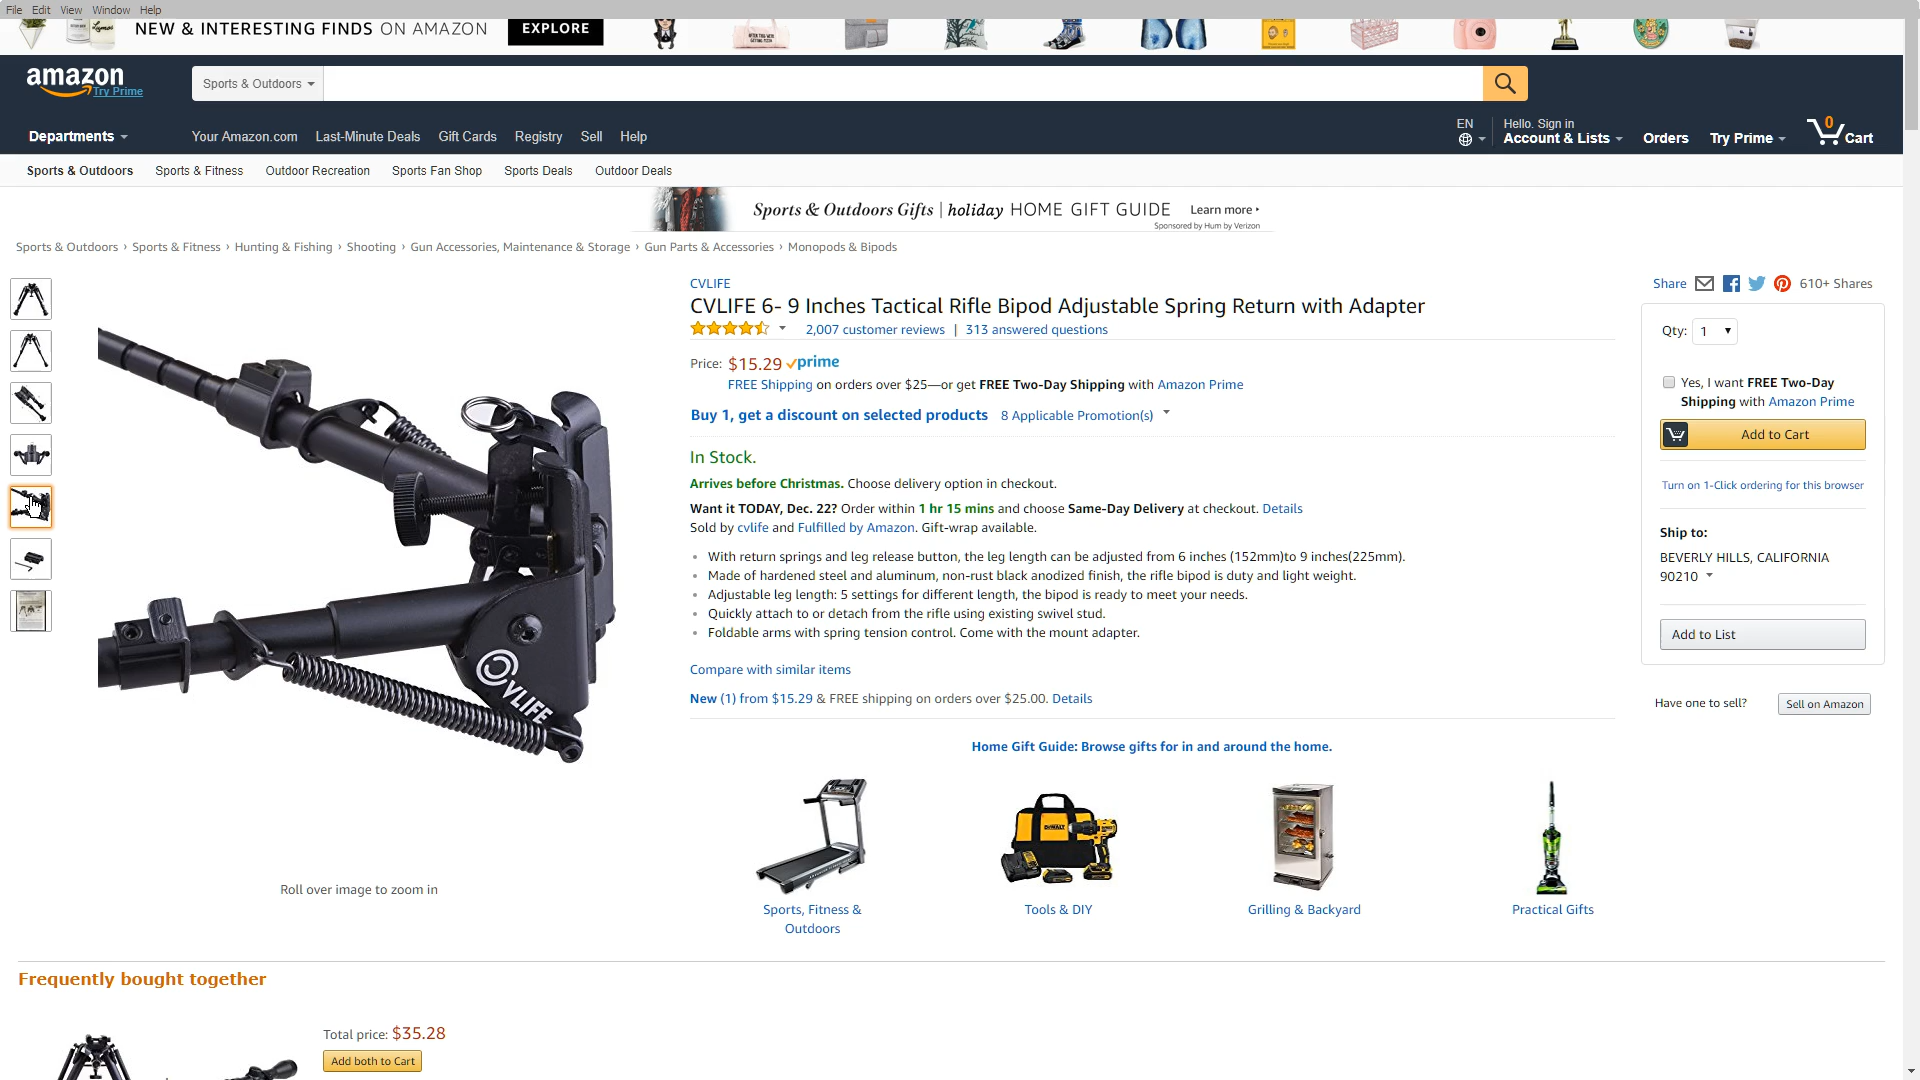 File Edit View Window Help
NEW & INTERESTING FINDS ON AMAZON EXPLORE
amazon
Try Prime
Sports & Outdoors
Departments
Your Amazon.com Last-Minute Deals Gift Cards Registry Sell Help
EN
Hello. Sign in
Account & Lists
Orders
Try Prime
0
Cart
Sports & Outdoors Sports & Fitness Outdoor Recreation Sports Fan Shop Sports Deals Outdoor Deals
Sports & Outdoors Gifts | holiday HOME GIFT GUIDE Learn more ›
Sponsored by Hum by Verizon
Sports & Outdoors › Sports & Fitness › Hunting & Fishing › Shooting › Gun Accessories, Maintenance & Storage › Gun Parts & Accessories › Monopods & Bipods
CVLIFE
Roll over image to zoom in
CVLIFE
CVLIFE 6- 9 Inches Tactical Rifle Bipod Adjustable Spring Return with Adapter
2,007 customer reviews | 313 answered questions
Price: $15.29 prime
FREE Shipping on orders over $25—or get FREE Two-Day Shipping with Amazon Prime
Buy 1, get a discount on selected products 8 Applicable Promotion(s)
In Stock.
Arrives before Christmas. Choose delivery option in checkout.
Want it TODAY, Dec. 22? Order within 1 hr 15 mins and choose Same-Day Delivery at checkout. Details
Sold by cvlife and Fulfilled by Amazon. Gift-wrap available.
• With return springs and leg release button, the leg length can be adjusted from 6 inches (152mm)to 9 inches(225mm).
• Made of hardened steel and aluminum, non-rust black anodized finish, the rifle bipod is duty and light weight.
• Adjustable leg length: 5 settings for different length, the bipod is ready to meet your needs.
• Quickly attach to or detach from the rifle using existing swivel stud.
• Foldable arms with spring tension control. Come with the mount adapter.
Compare with similar items
New (1) from $15.29 & FREE shipping on orders over $25.00. Details
Home Gift Guide: Browse gifts for in and around the home.
DEWALT
Sports, Fitness &
Outdoors
Tools & DIY
Grilling & Backyard
Practical Gifts
Share 610+ Shares
Qty: 1
Yes, I want FREE Two-Day
Shipping with Amazon Prime
Add to Cart
Turn on 1-Click ordering for this browser
Ship to:
BEVERLY HILLS, CALIFORNIA
90210
Add to List
Have one to sell? Sell on Amazon
Frequently bought together
Total price: $35.28
Add both to Cart